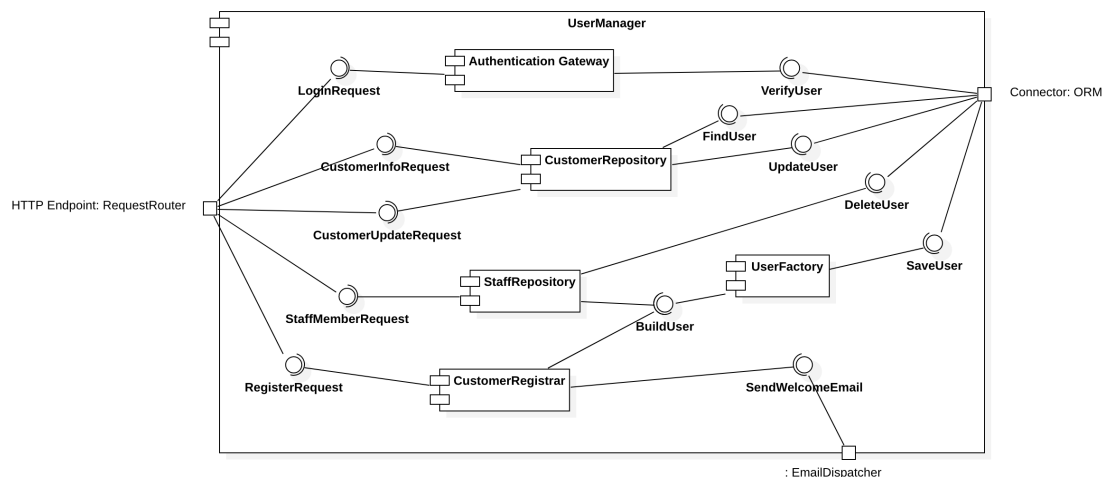 UserManager
Authentication Gateway
LoginRequest
VerifyUser
Connector: ORM
FindUser
CustomerRepository
CustomerInfoRequest
UpdateUser
DeleteUser
HTTP Endpoint: RequestRouter
CustomerUpdateRequest
UserFactory
SaveUser
StaffRepository
StaffMemberRequest
BuildUser
CustomerRegistrar
RegisterRequest
SendWelcomeEmail
: EmailDispatcher